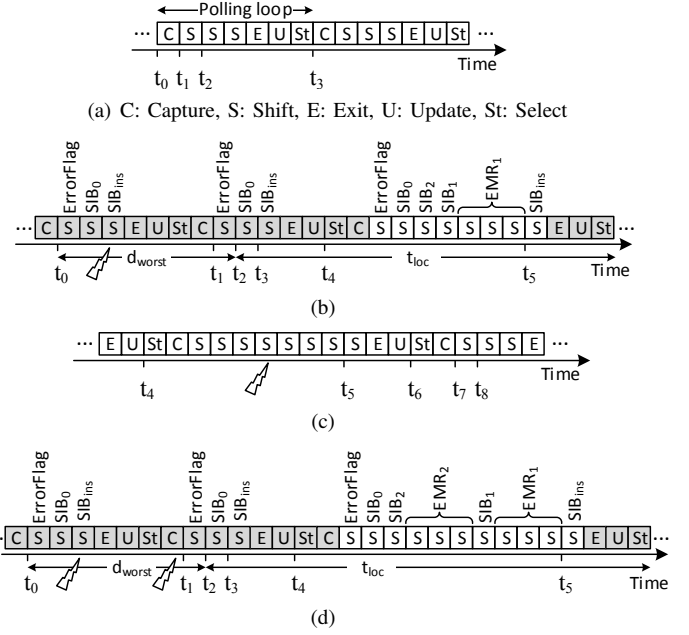 Polling loop
··· C S S S E U St C S S S E U St ···
Time
t0 t1 t2 t3
(a) C: Capture, S: Shift, E: Exit, U: Update, St: Select
ErrorFlag SIB0 SIBins ErrorFlag SIB0 SIBins ErrorFlag SIB0 SIB2 SIB1 EMR1 SIBins
··· C S S S E U St C S S S E U St C S S S S S S S S E U St ···
t0 dworst t1 t2 t3 t4 tloc t5 Time
(b)
··· E U St C S S S S S S S S E U St C S S S E ···
Time
t4 t5 t6 t7 t8
(c)
ErrorFlag SIB0 SIBins ErrorFlag SIB0 SIBins ErrorFlag SIB0 SIB2 EMR2 SIB1 EMR1 SIBins
C S S S E U St C S S S E U St C S S S S S S S S S S S E U St ···
t0 dworst t1 t2 t3 t4 tloc t5 Time
(d)